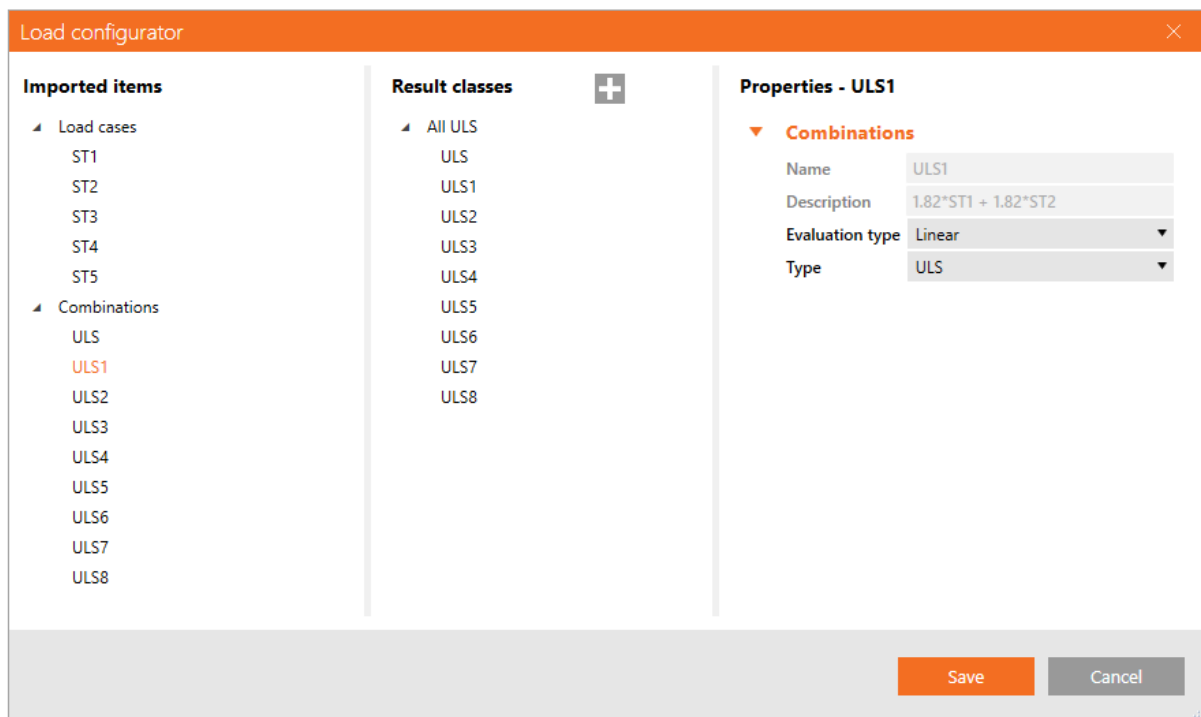 Load configurator
Imported items
Load cases
ST1
ST2
ST3
ST4
ST5
Combinations
ULS
ULS1
ULS2
ULS3
ULS4
ULS5
ULS6
ULS7
ULS8
Result classes
All ULS
ULS
ULS1
ULS2
ULS3
ULS4
ULS5
ULS6
ULS7
ULS8
Properties - ULS1
Combinations
Name ULS1
Description 1.82*ST1 + 1.82*ST2
Evaluation type Linear
Type ULS
Save Cancel